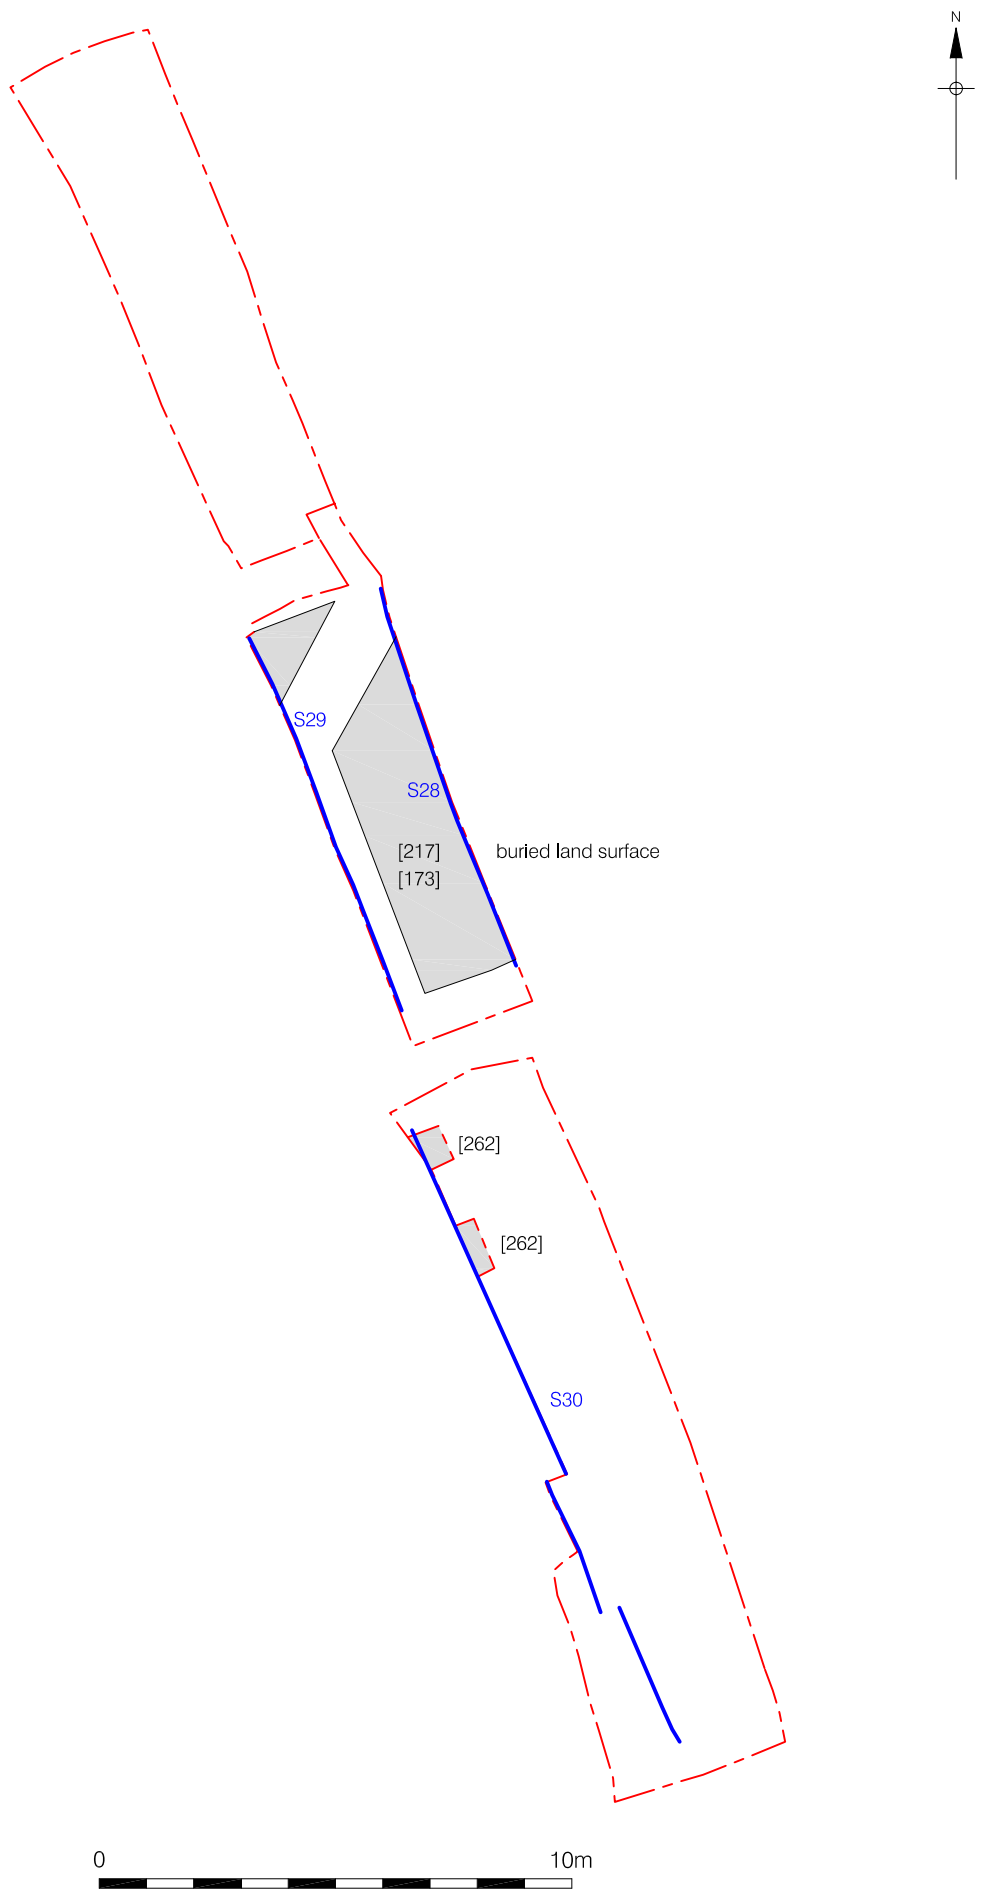 N
S29
S28
[217] buried land surface
[173]
[262]
[262]
S30
0 10m